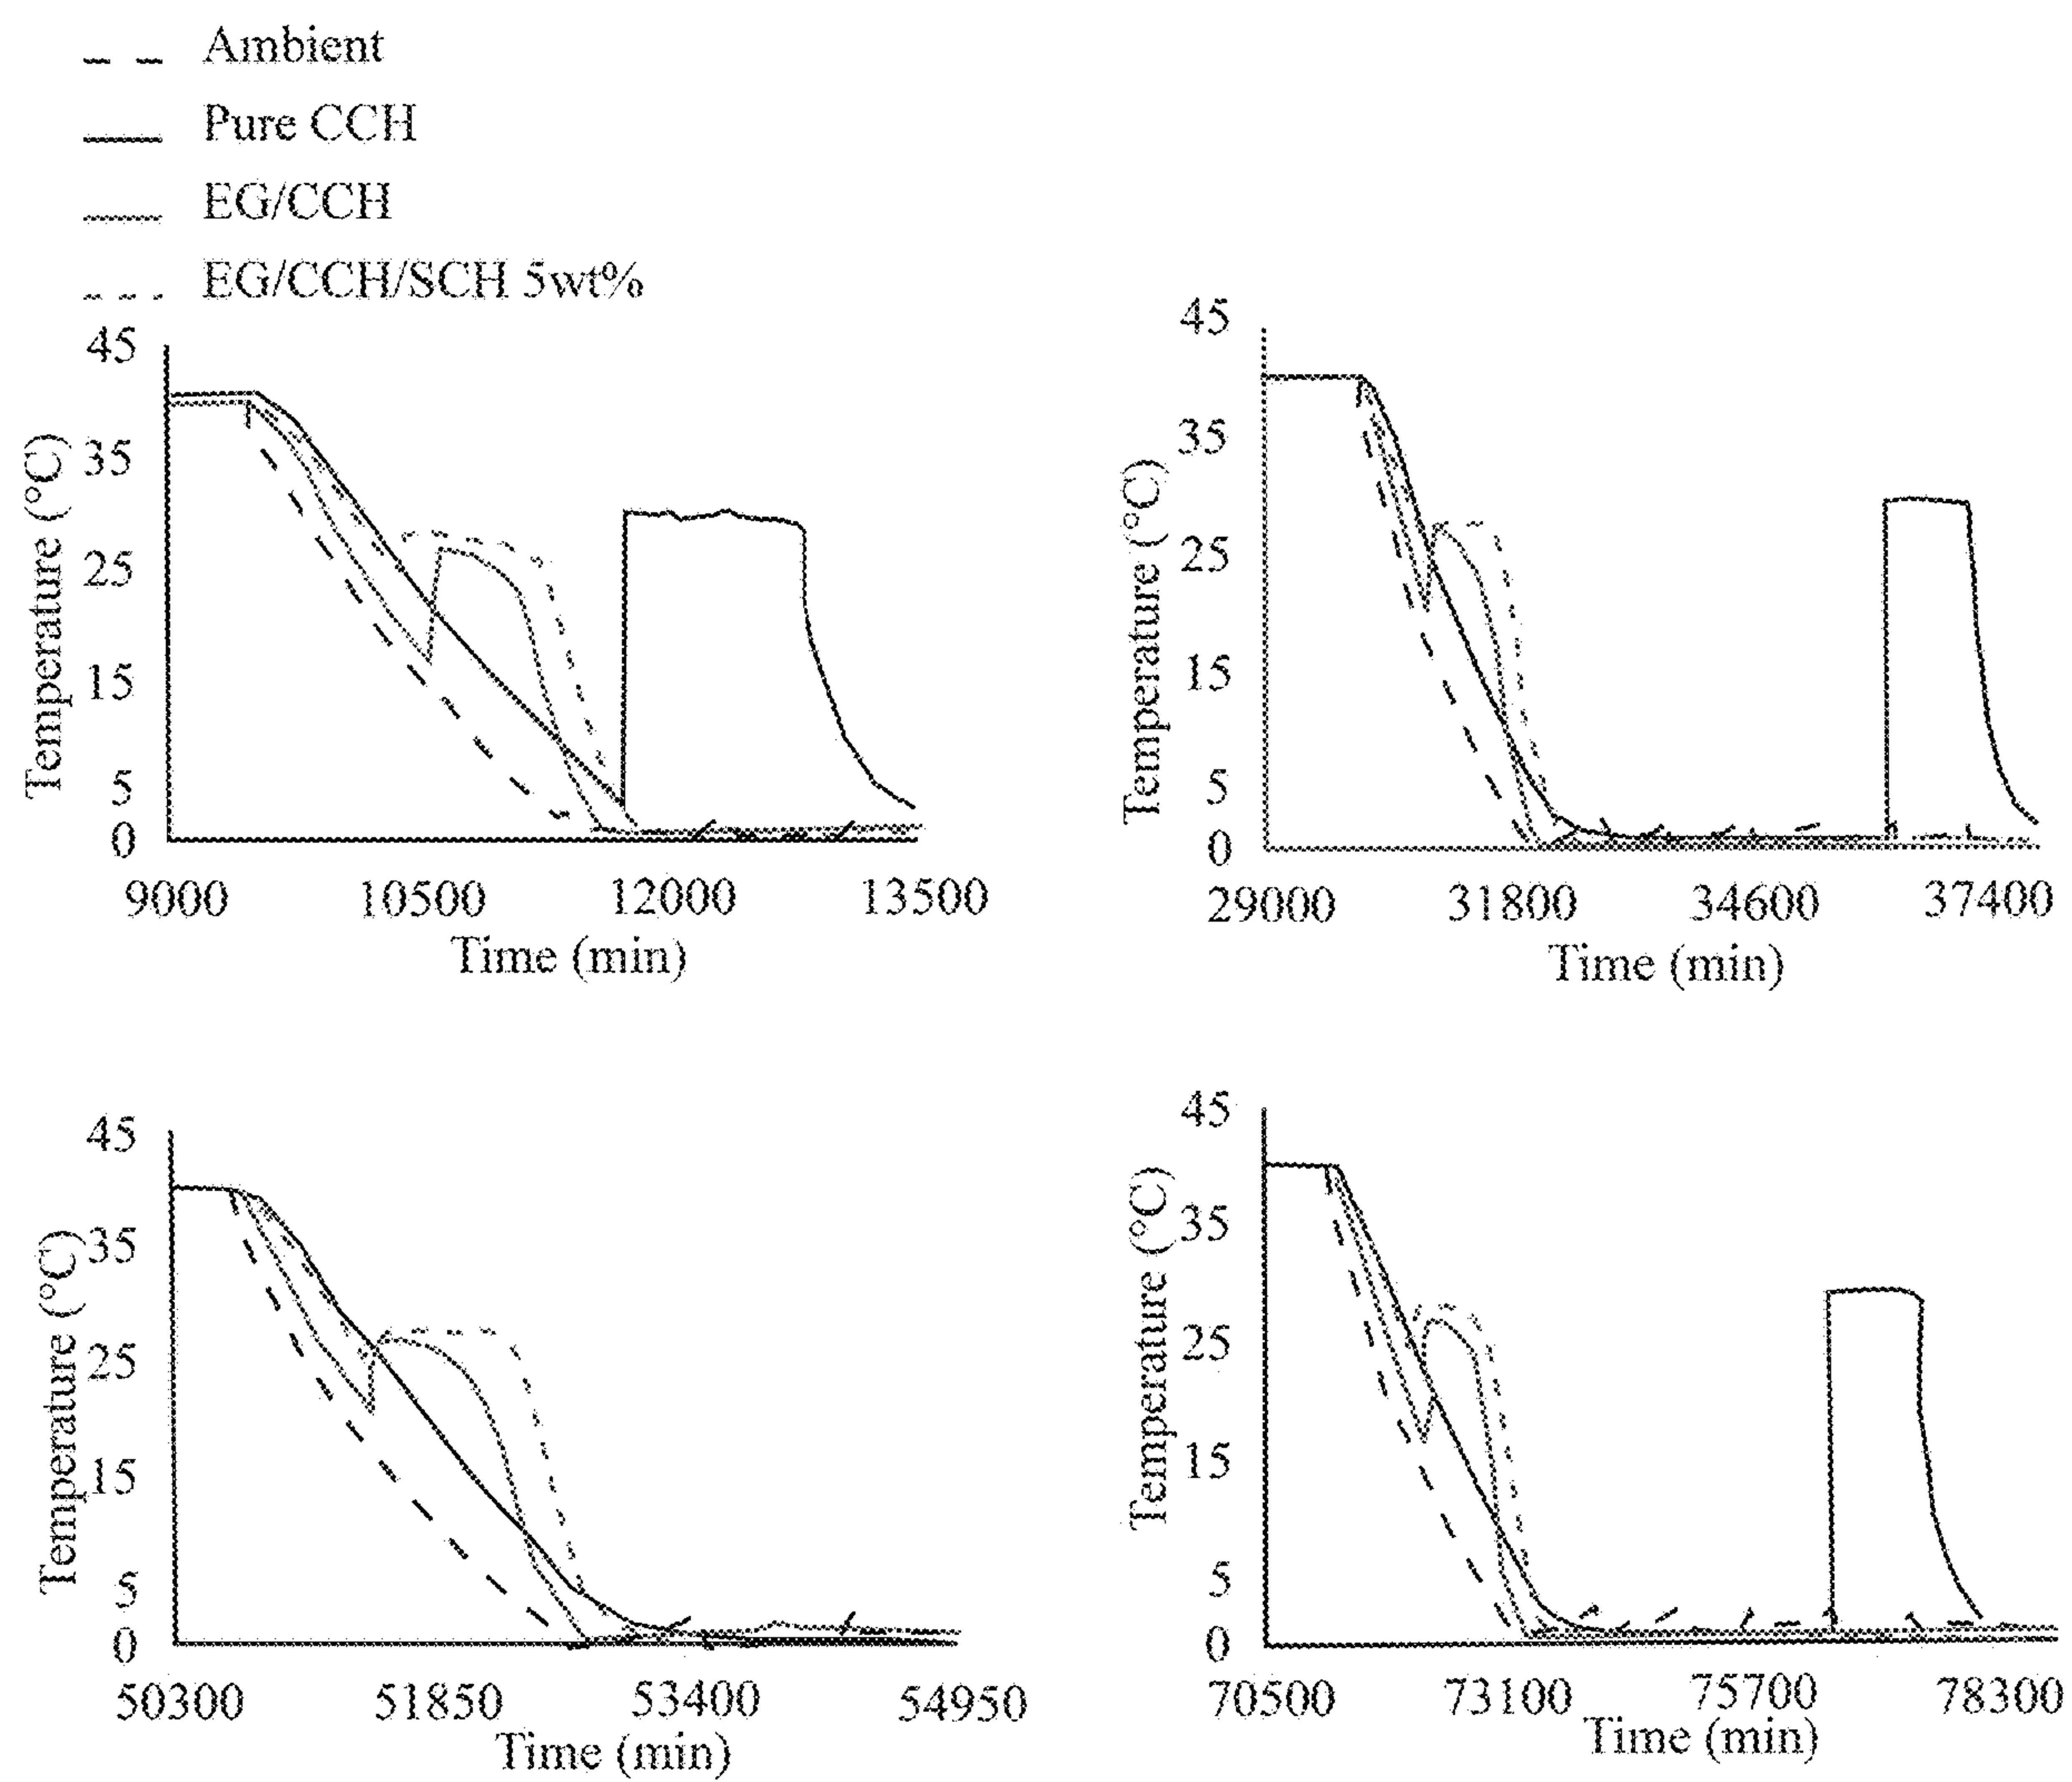 Ambient
Pure CCH
EG/CCH
EG/CCH/SCH 5wt%
45
35
25
15
5
0
Temperature (°C)
9000 10500 12000 13500
Time (min)
45
35
25
15
5
0
Temperature (°C)
29000 31800 34600 37400
Time (min)
45
35
25
15
5
0
Temperature (°C)
50300 51850 53400 54950
Time (min)
45
35
25
15
5
0
Temperature (°C)
70500 73100 75700 78300
Time (min)